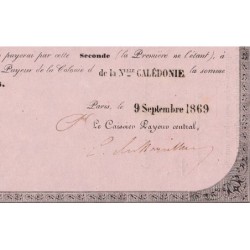 payerai par cette Seconde (la Première ne l'étant), à
Payeur de la Colonie d de la Nlle CALÉDONIE, la somme
Paris, le 9 Septembre 1869
Le Caissier Payeur central,